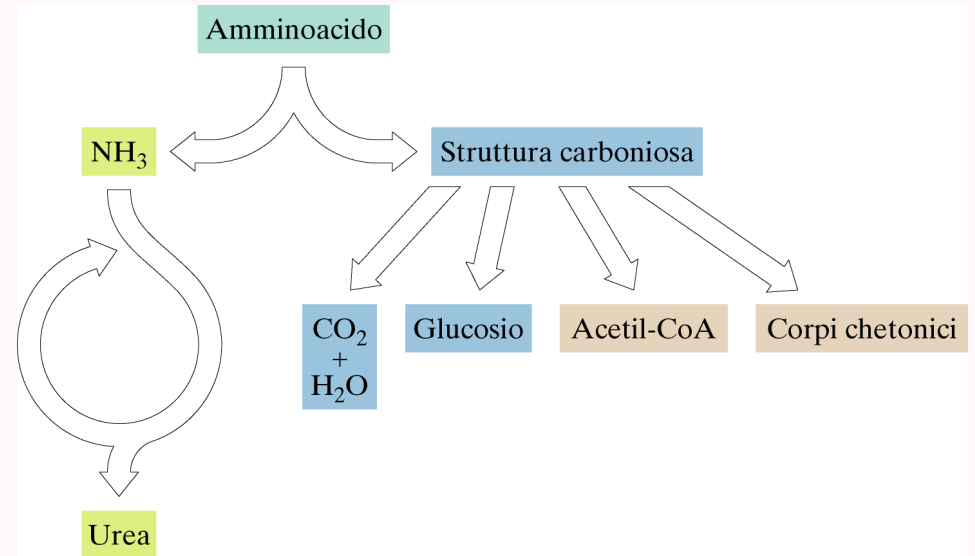 Amminoacido
NH₃
Struttura carboniosa
CO₂
+
H₂O
Glucosio
Acetil-CoA
Corpi chetonici
Urea